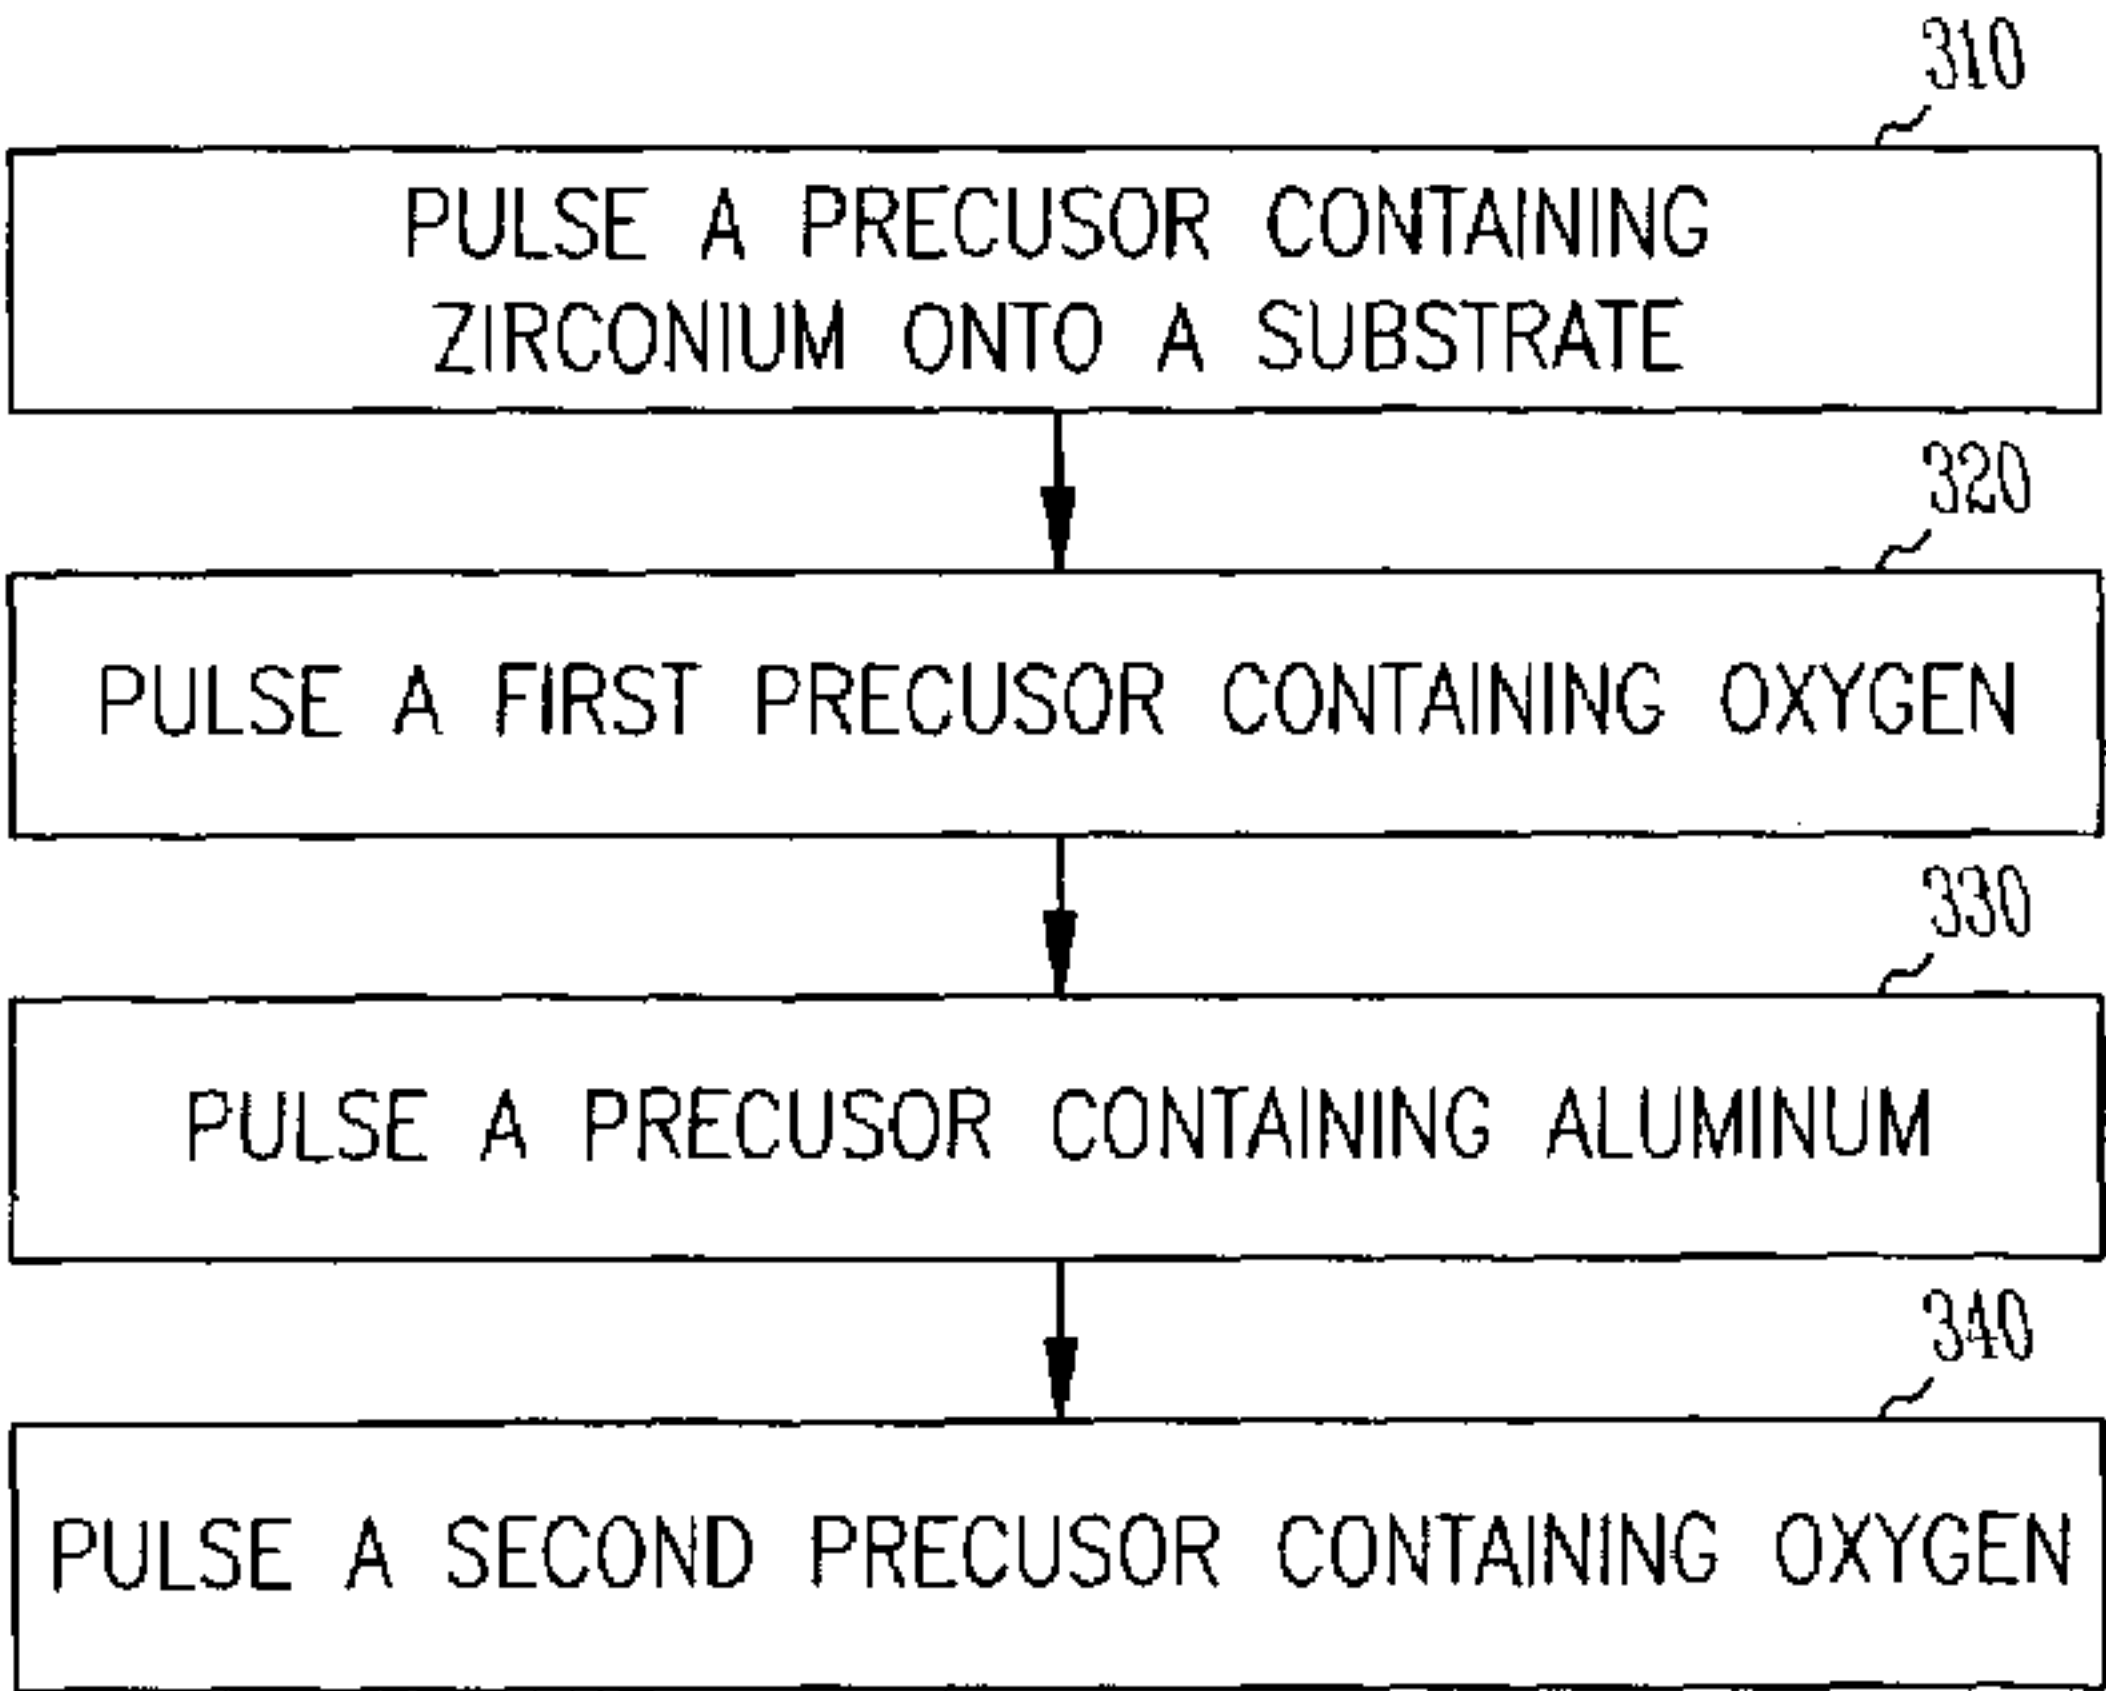 310
PULSE A PRECUSOR CONTAINING
ZIRCONIUM ONTO A SUBSTRATE
320
PULSE A FIRST PRECUSOR CONTAINING OXYGEN
330
PULSE A PRECUSOR CONTAINING ALUMINUM
340
PULSE A SECOND PRECUSOR CONTAINING OXYGEN